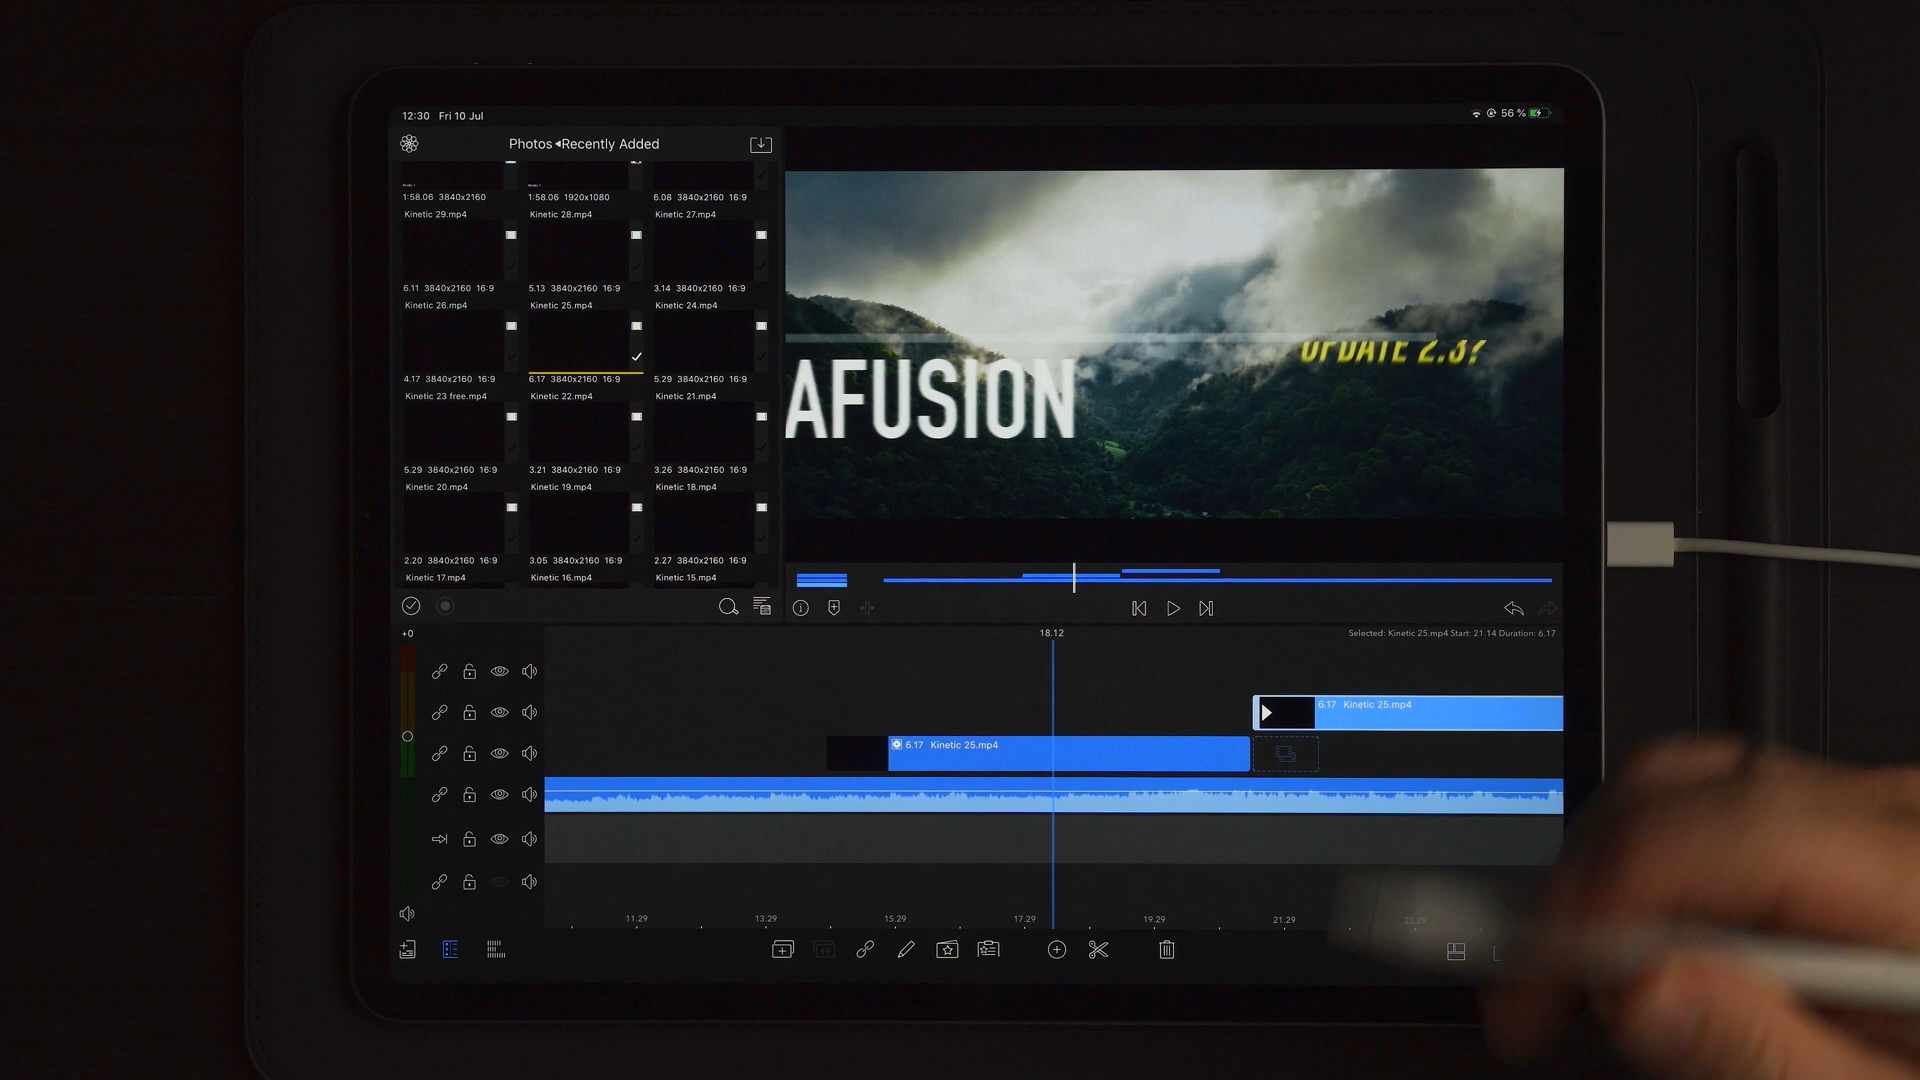 12:30 Fri 10 Jul
56 %
Photos Recently Added
1:58.06 3840x2160
1:58.06 1920x1080
6.08 3840x2160 16:9
Kinetic 29.mp4
Kinetic 28.mp4
Kinetic 27.mp4
6.11 3840x2160 16:9
5.13 3840x2160 16:9
3.14 3840x2160 16:9
Kinetic 26.mp4
Kinetic 25.mp4
Kinetic 24.mp4
4.17 3840x2160 16:9
6.17 3840x2160 16:9
5.29 3840x2160 16:9
Kinetic 23 free.mp4
Kinetic 22.mp4
Kinetic 21.mp4
5.29 3840x2160 16:9
3.21 3840x2160 16:9
3.26 3840x2160 16:9
Kinetic 20.mp4
Kinetic 19.mp4
Kinetic 18.mp4
2.20 3840x2160 16:9
3.05 3840x2160 16:9
2.27 3840x2160 16:9
Kinetic 17.mp4
Kinetic 16.mp4
Kinetic 15.mp4
UPDATE 2.3?
AFUSION
+0
18.12
Selected: Kinetic 25.mp4 Start: 21.14 Duration: 6.17
6.17 Kinetic 25.mp4
6.17 Kinetic 25.mp4
11.29 13.29 15.29 17.29 19.29 21.29 23.29